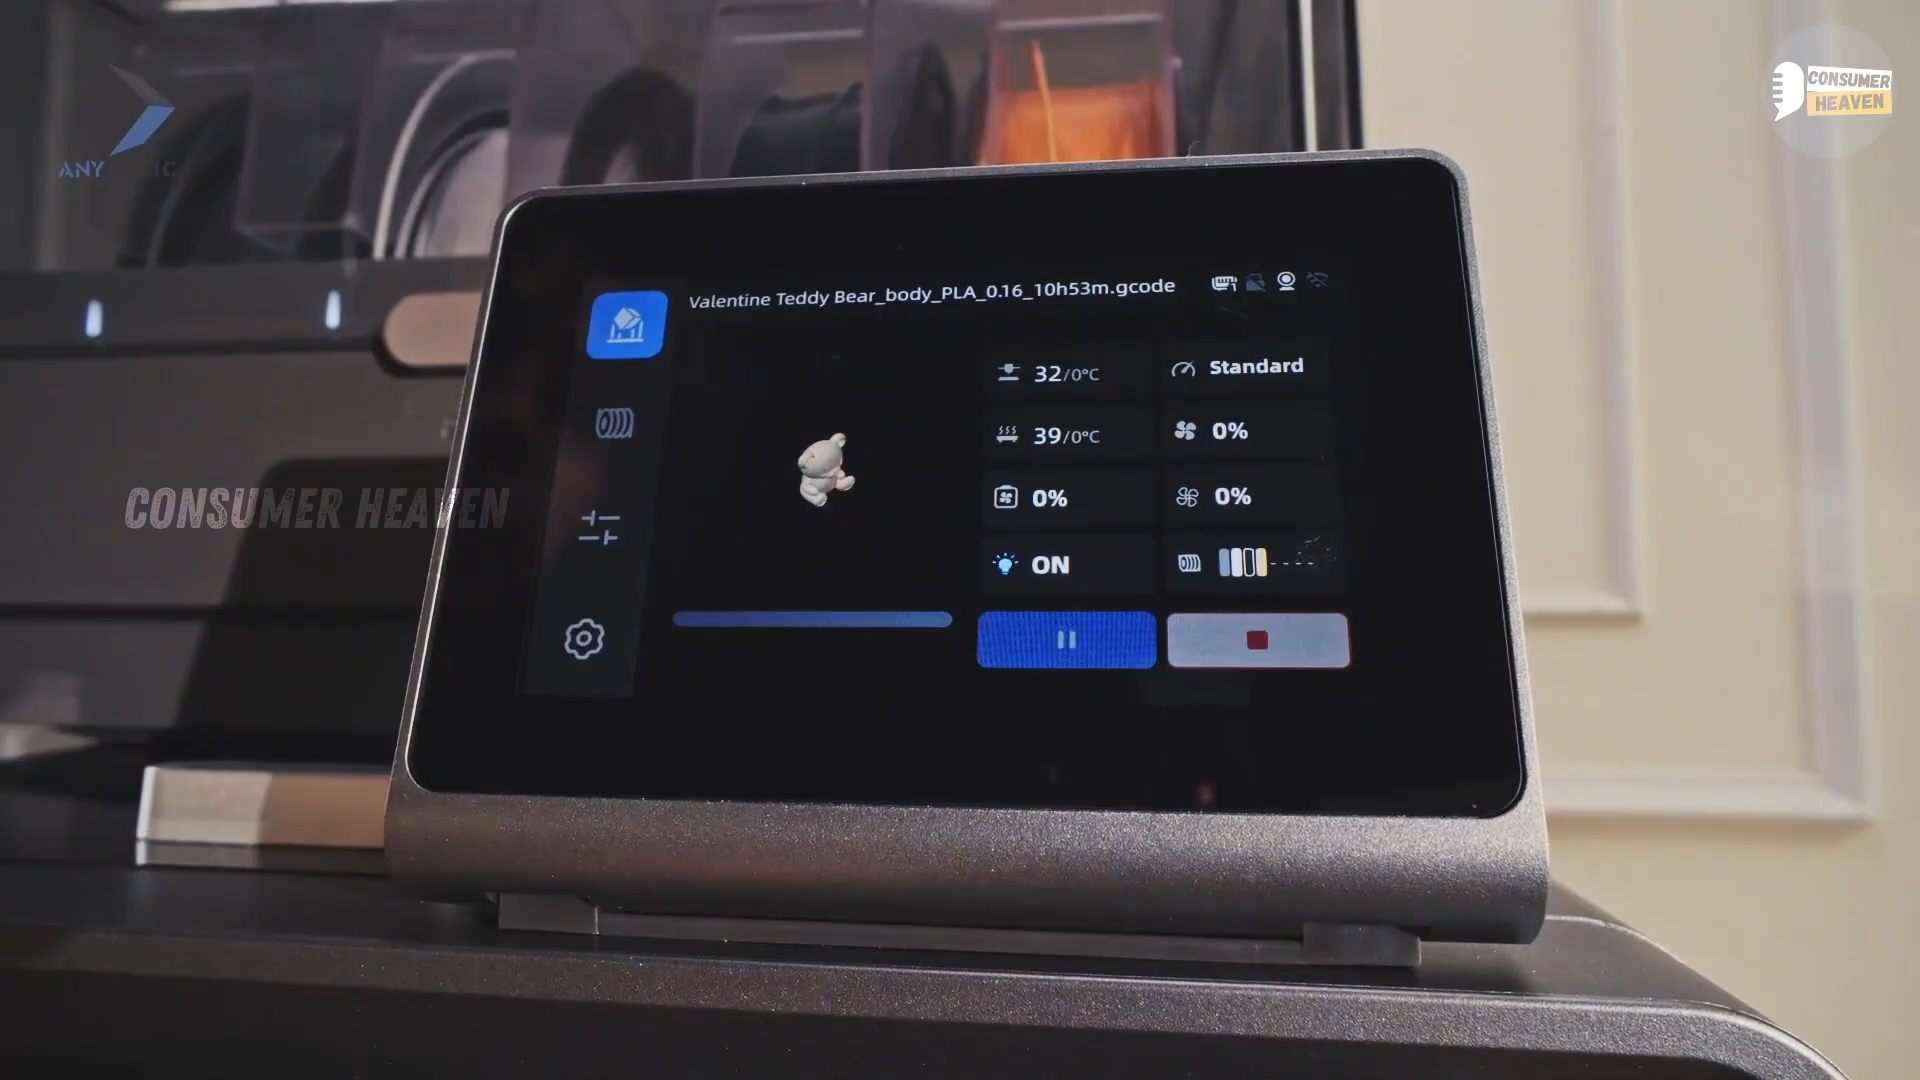 CONSUMER
HEAVEN
ANY
Valentine Teddy Bear_body_PLA_0.16_10h53m.gcode
32/0°C
Standard
39/0°C
0%
0%
0%
ON
CONSUMER HEAVEN